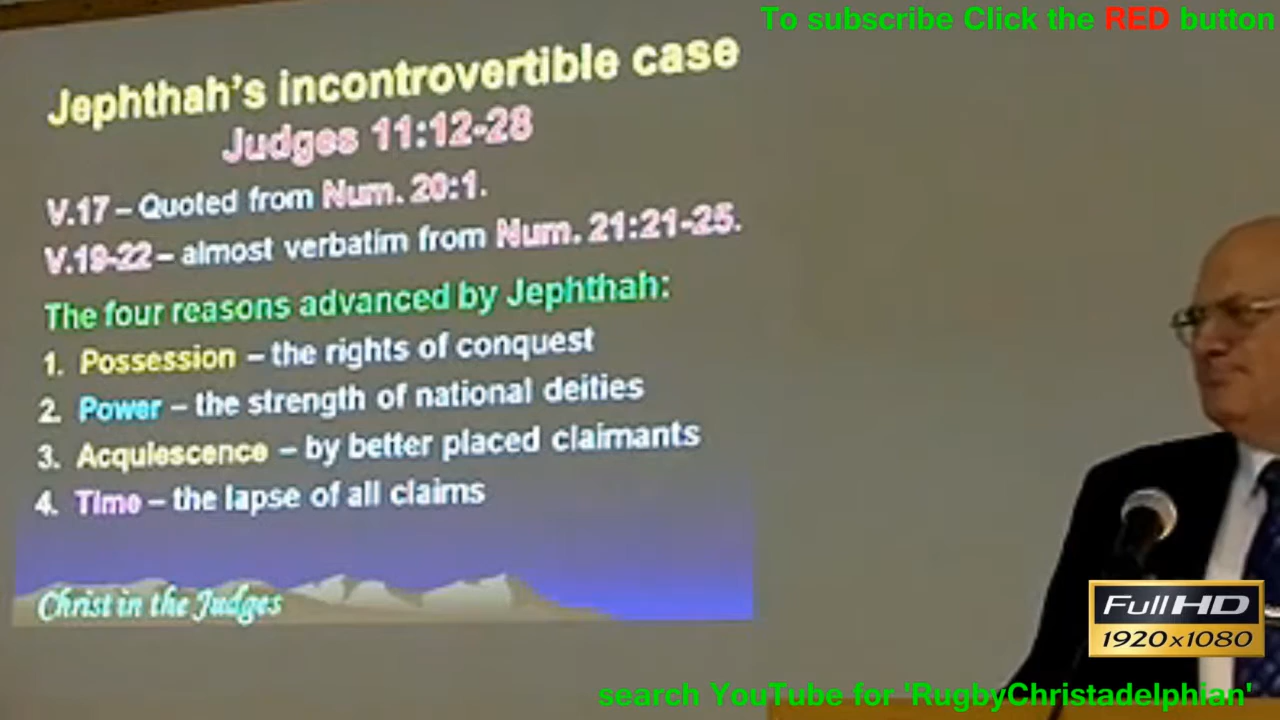 To subscribe Click the RED button
Jephthah's incontrovertible case
Judges 11:12-28
V.17 – Quoted from Num. 20:1.
V.19-22 – almost verbatim from Num. 21:21-25.
The four reasons advanced by Jephthah:
1. Possession – the rights of conquest
2. Power – the strength of national deities
3. Acquiescence – by better placed claimants
4. Time – the lapse of all claims
Christ in the Judges
Full HD
1920x1080
search YouTube for 'RugbyChristadelphian'